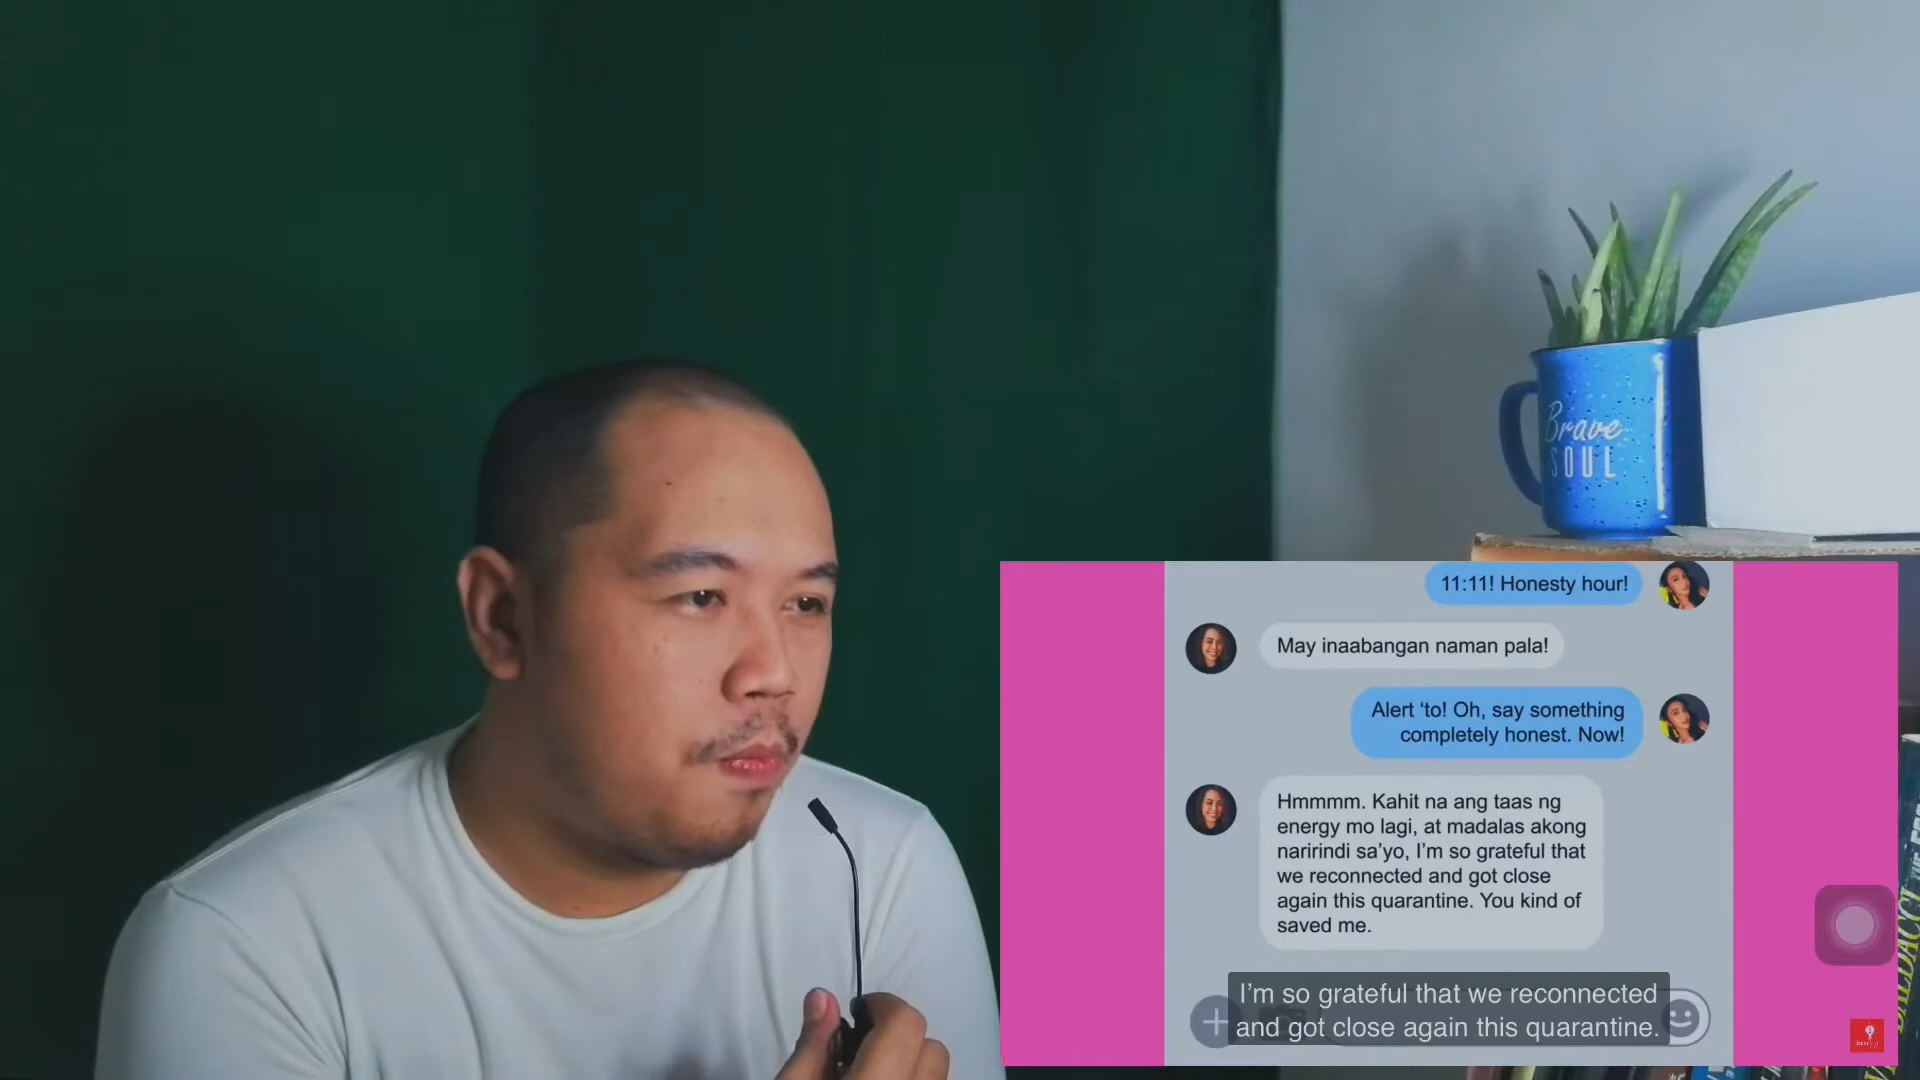 Brave
SOUL
11:11! Honesty hour!
May inaabangan naman pala!
Alert ‘to! Oh, say something
completely honest. Now!
Hmmmm. Kahit na ang taas ng
energy mo lagi, at madalas akong
naririndi sa’yo, I’m so grateful that
we reconnected and got close
again this quarantine. You kind of
saved me.
I’m so grateful that we reconnected
and got close again this quarantine.
BALDACCI